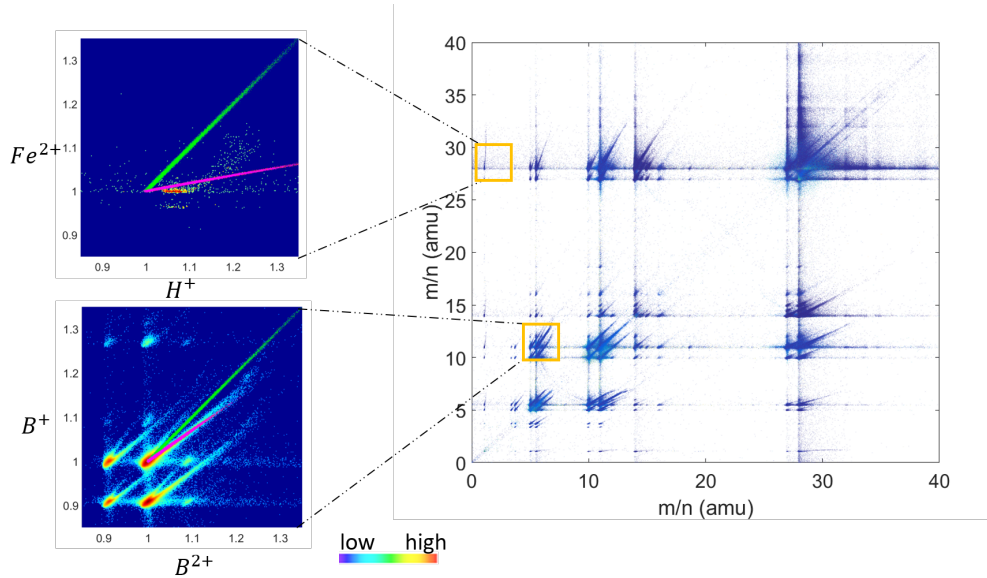 1.3
1.2
1.1
1
0.9
Fe²⁺
0.9 1 1.1 1.2 1.3
H⁺
1.3
1.2
1.1
1
0.9
B⁺
0.9 1 1.1 1.2 1.3
B²⁺
low high
40
35
30
25
20
15
10
5
0
m/n (amu)
0 10 20 30 40
m/n (amu)